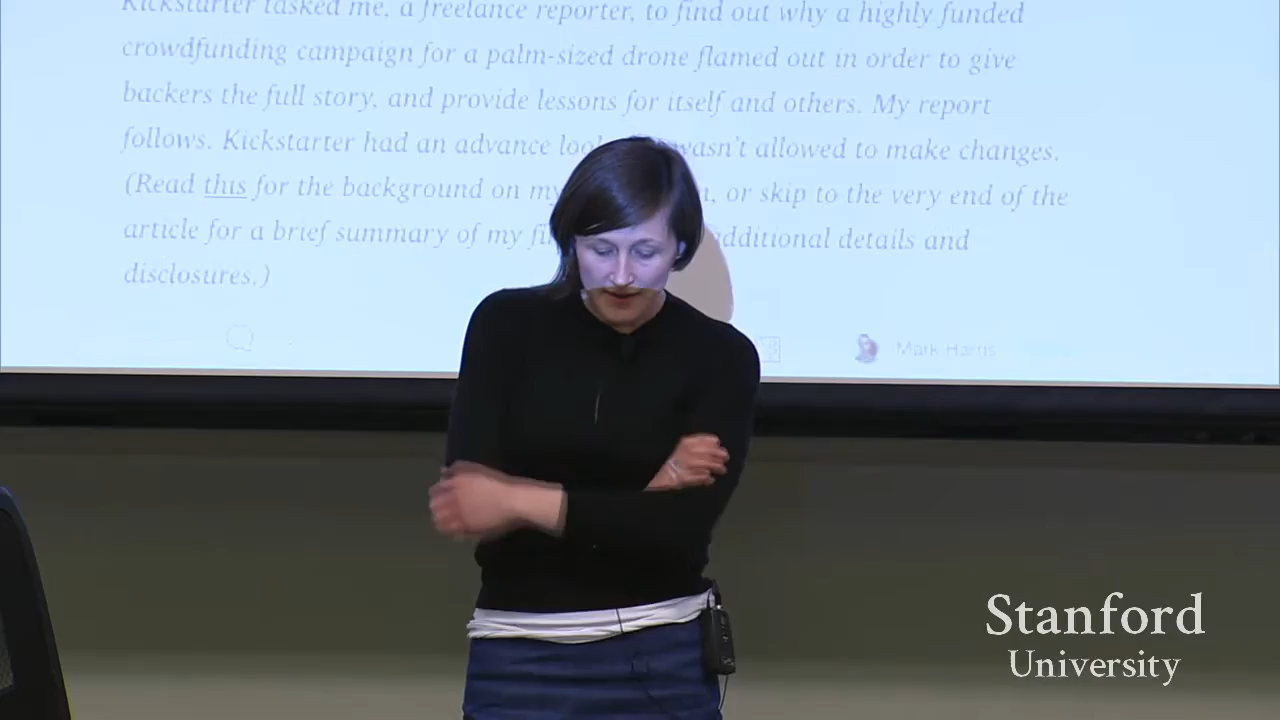 Kickstarter tasked me, a freelance reporter, to find out why a highly funded
crowdfunding campaign for a palm-sized drone flamed out in order to give
backers the full story, and provide lessons for itself and others. My report
follows. Kickstarter had an advance wasn't allowed to make changes.
(Read this for the background on or skip to the very end of the
article for a brief summary of my additional details and
disclosures.)
Mark Harris
Stanford
University